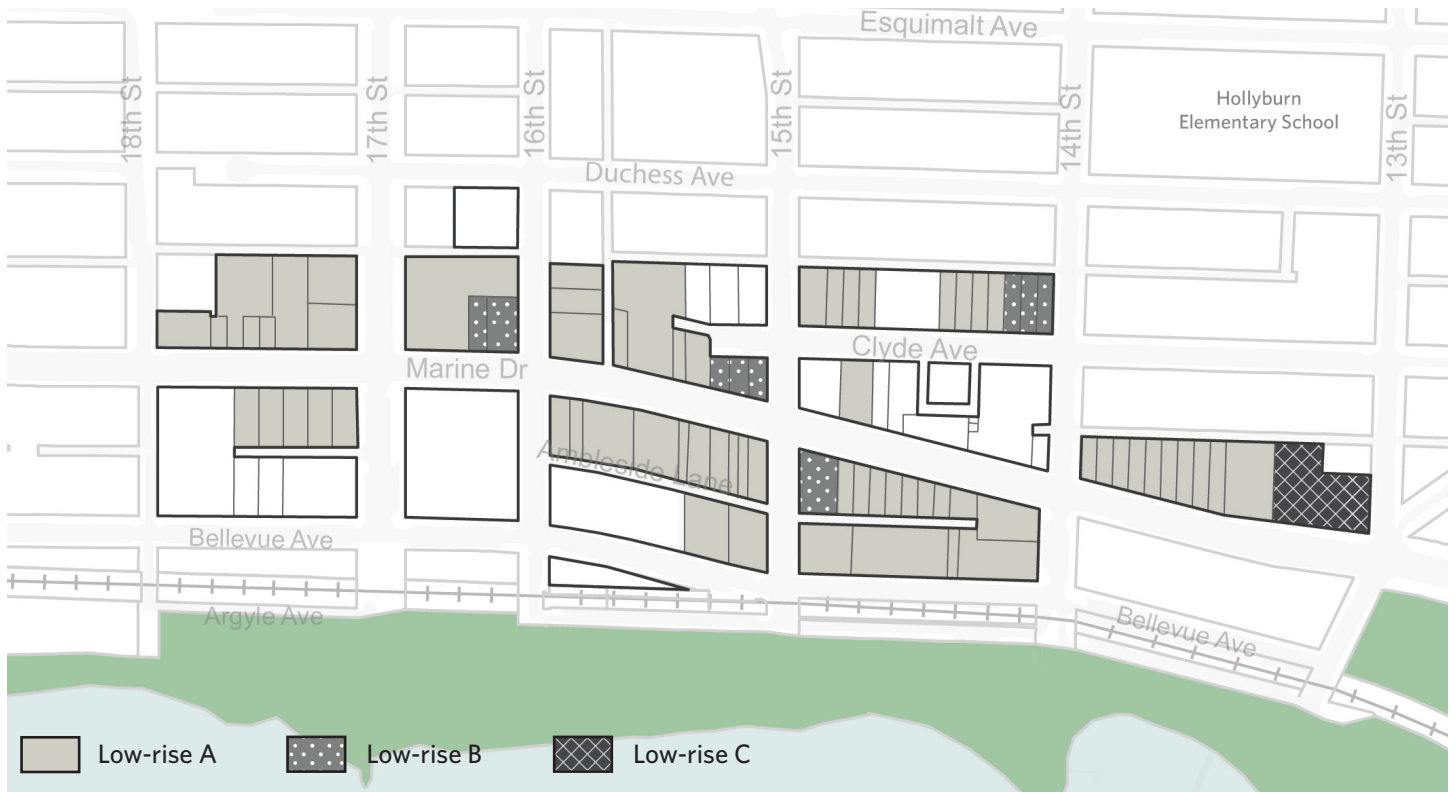 Esquimalt Ave
18th St
17th St
16th St
15th St
14th St
13th St
Hollyburn
Elementary School
Duchess Ave
Clyde Ave
Marine Dr
Ambleside Lane
Bellevue Ave
Argyle Ave
Bellevue Ave
Low-rise A
Low-rise B
Low-rise C